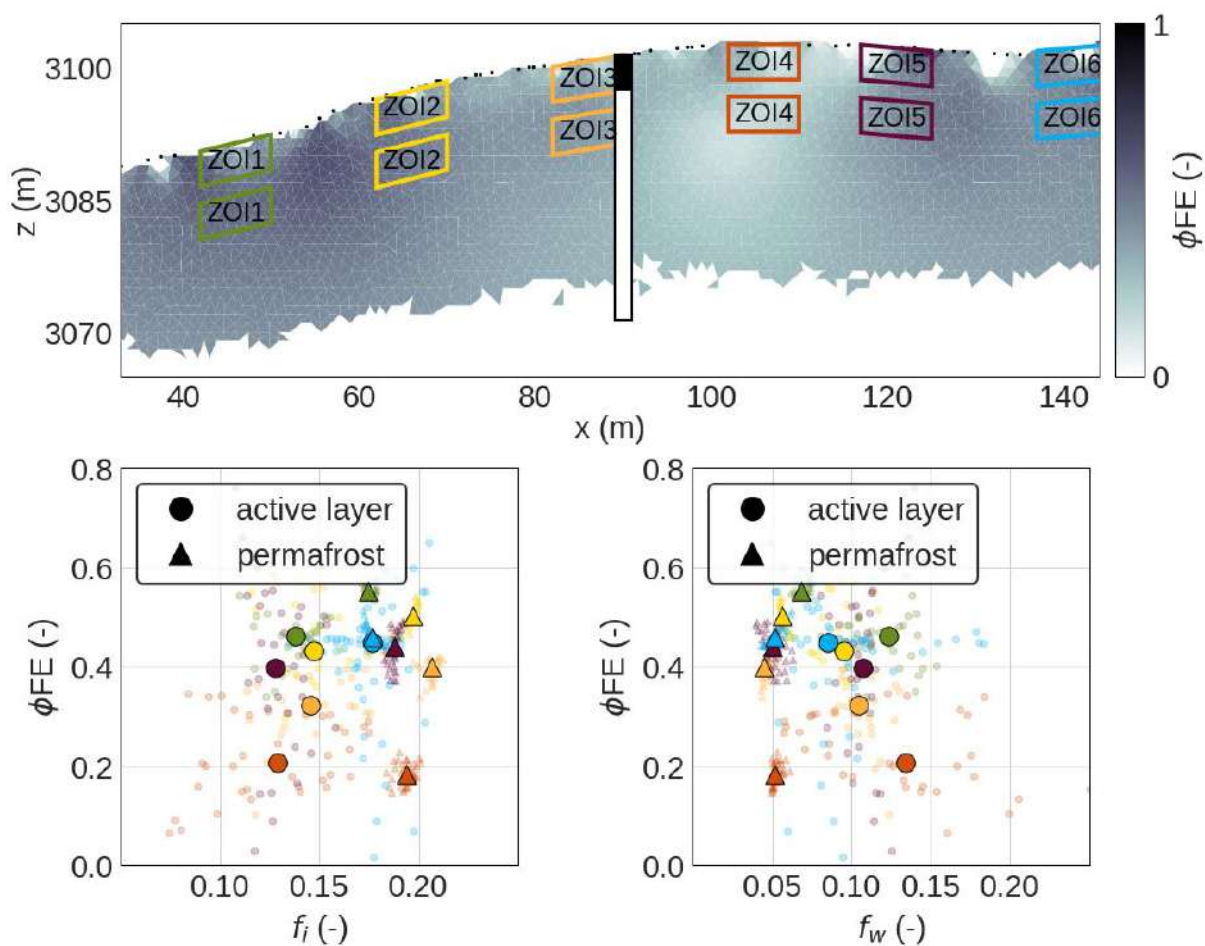 1
3100
3085
3070
z (m)
ZOI1
ZOI2
ZOI3
ZOI4
ZOI5
ZOI6
ZOI1
ZOI2
ZOI3
ZOI4
ZOI5
ZOI6
ϕFE (-)
0
40 60 80 100 120 140
x (m)
0.8
0.6
0.4
0.2
0.0
ϕFE (-)
active layer
permafrost
0.10 0.15 0.20
f_i (-)
0.8
0.6
0.4
0.2
0.0
ϕFE (-)
active layer
permafrost
0.05 0.10 0.15 0.20
f_w (-)